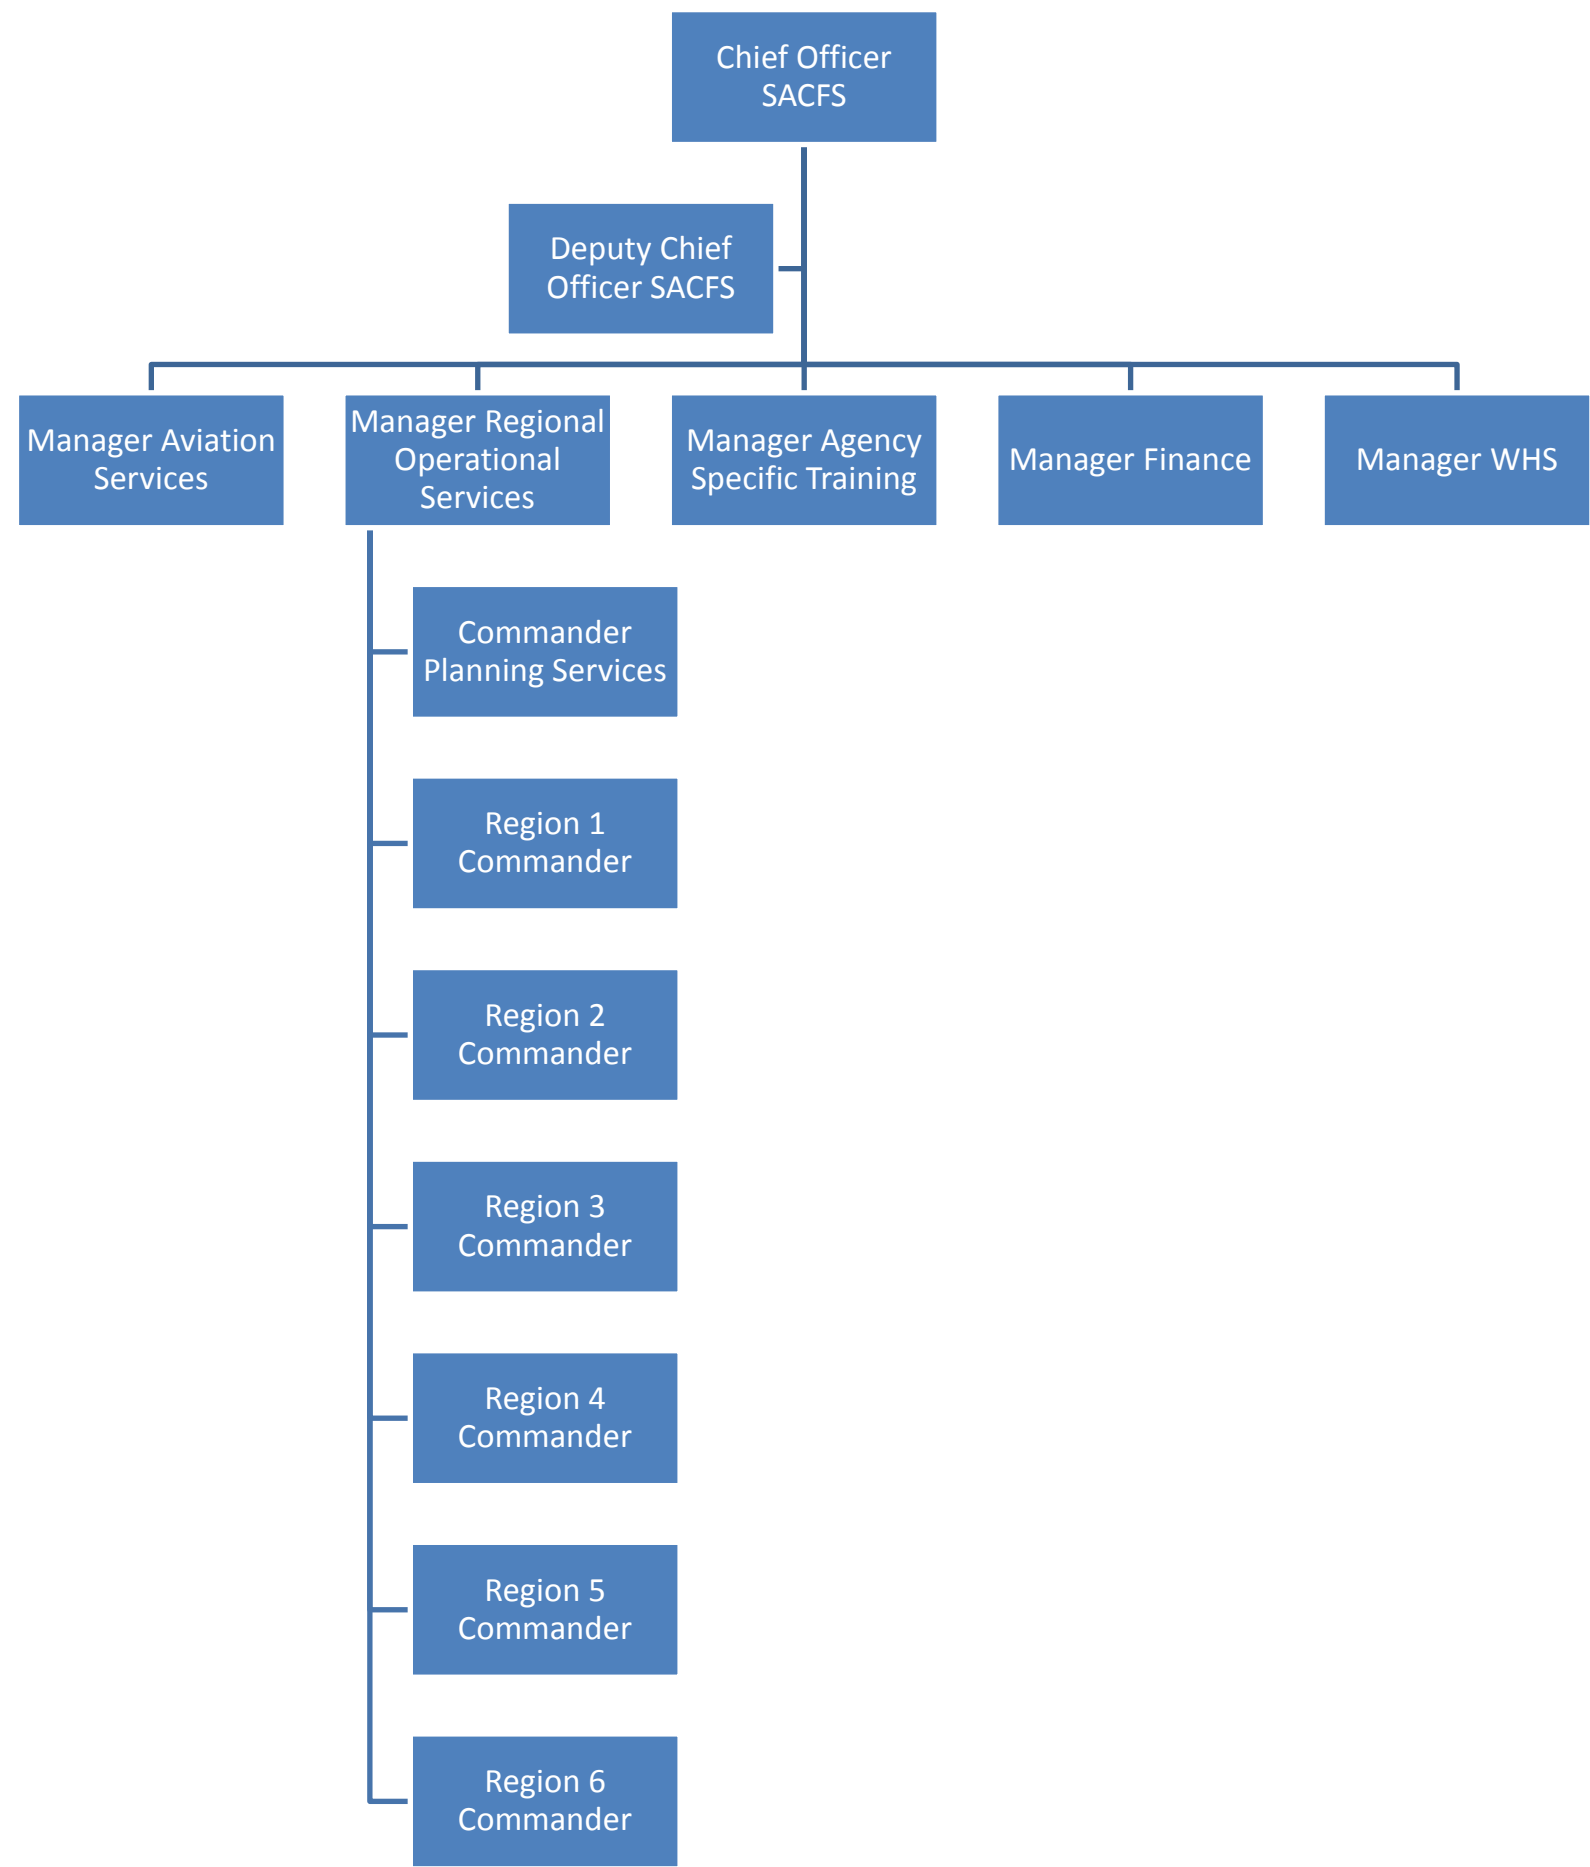 Chief Officer
SACFS
Deputy Chief
Officer SACFS
Manager Aviation
Services
Manager Regional
Operational
Services
Manager Agency
Specific Training
Manager Finance
Manager WHS
Commander
Planning Services
Region 1
Commander
Region 2
Commander
Region 3
Commander
Region 4
Commander
Region 5
Commander
Region 6
Commander